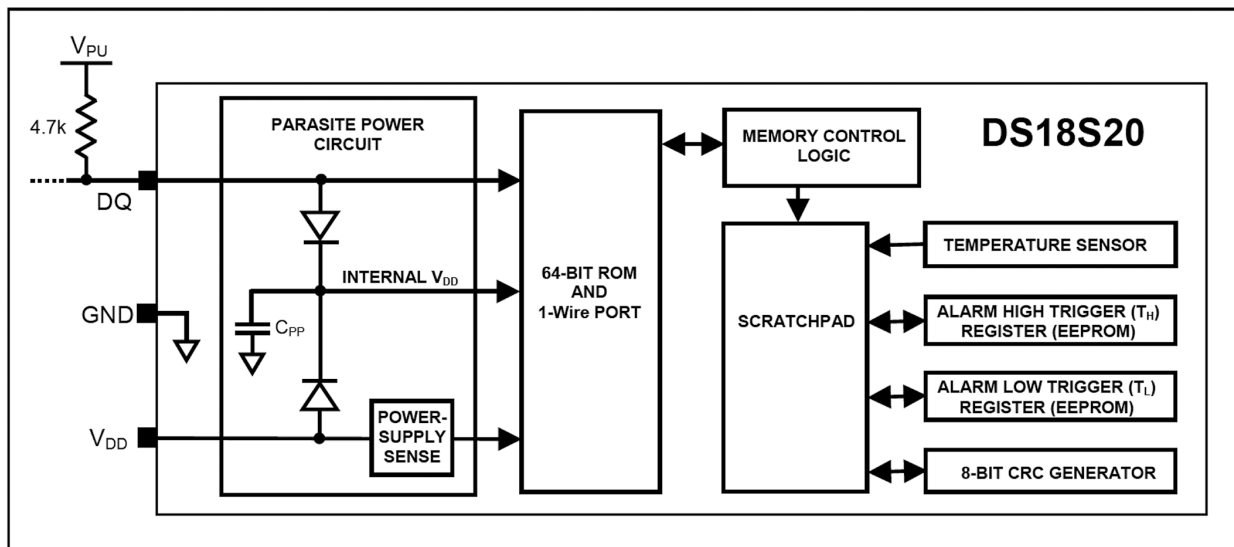 V_PU
4.7k
DQ
GND
V_DD
PARASITE POWER
CIRCUIT
INTERNAL V_DD
C_PP
POWER-
SUPPLY
SENSE
64-BIT ROM
AND
1-Wire PORT
MEMORY CONTROL
LOGIC
DS18S20
SCRATCHPAD
TEMPERATURE SENSOR
ALARM HIGH TRIGGER (T_H)
REGISTER (EEPROM)
ALARM LOW TRIGGER (T_L)
REGISTER (EEPROM)
8-BIT CRC GENERATOR